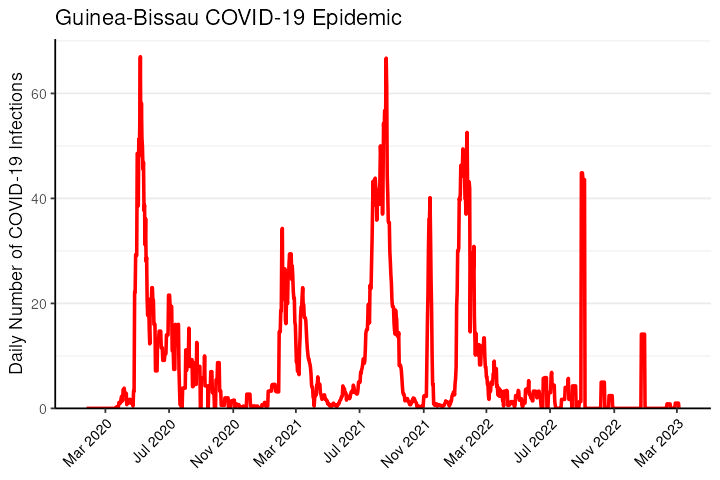 Guinea-Bissau COVID-19 Epidemic
Daily Number of COVID-19 Infections
60
40
20
0
Mar 2020
Jul 2020
Nov 2020
Mar 2021
Jul 2021
Nov 2021
Mar 2022
Jul 2022
Nov 2022
Mar 2023